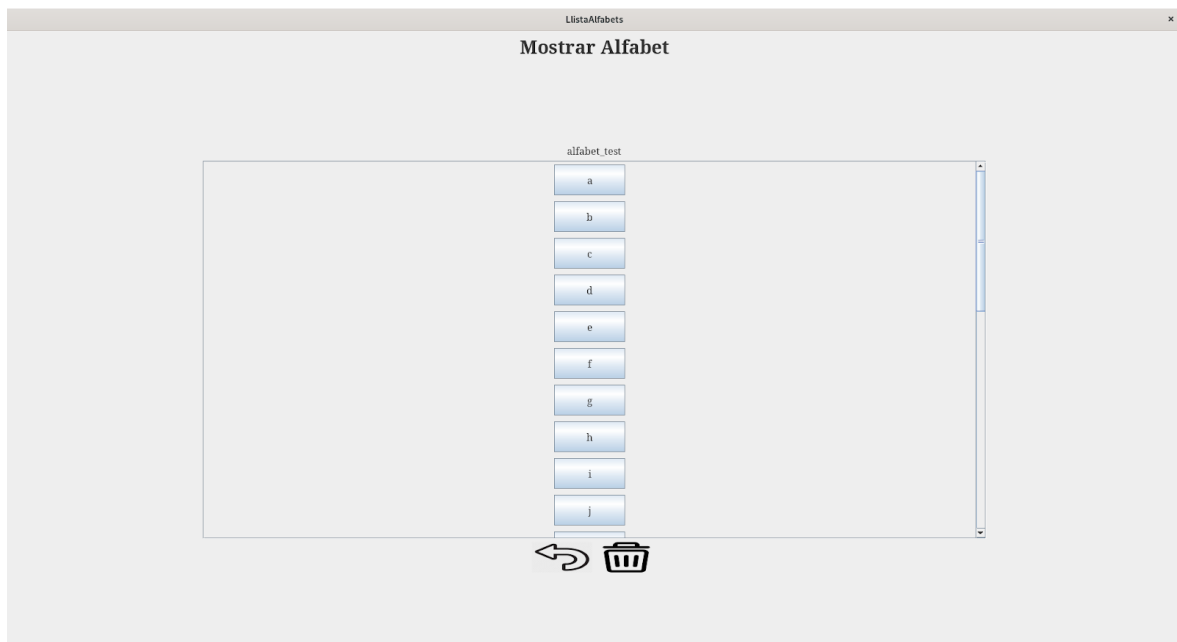 LlistaAlfabets
×
Mostrar Alfabet
alfabet_test
a
b
c
d
e
f
g
h
i
j